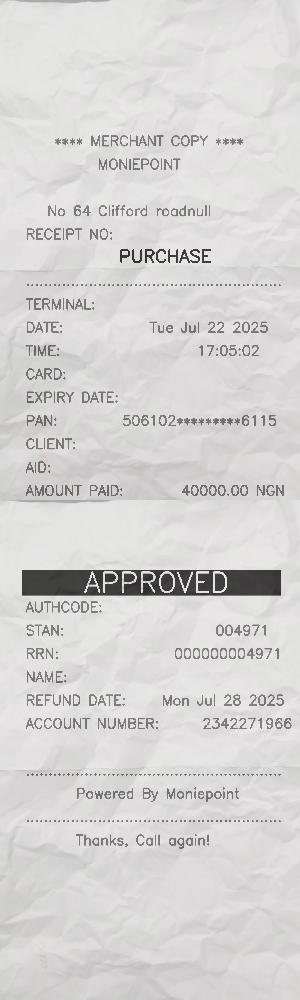 **** MERCHANT COPY ****
MONIEPOINT
No 64 Clifford roadnull
RECEIPT NO:
PURCHASE
TERMINAL:
DATE: Tue Jul 22 2025
TIME: 17:05:02
CARD:
EXPIRY DATE:
PAN: 506102*********6115
CLIENT:
AID:
AMOUNT PAID: 40000.00 NGN
APPROVED
AUTHCODE:
STAN: 004971
RRN: 000000004971
NAME:
REFUND DATE: Mon Jul 28 2025
ACCOUNT NUMBER: 2342271966
Powered By Moniepoint
Thanks, Call again!